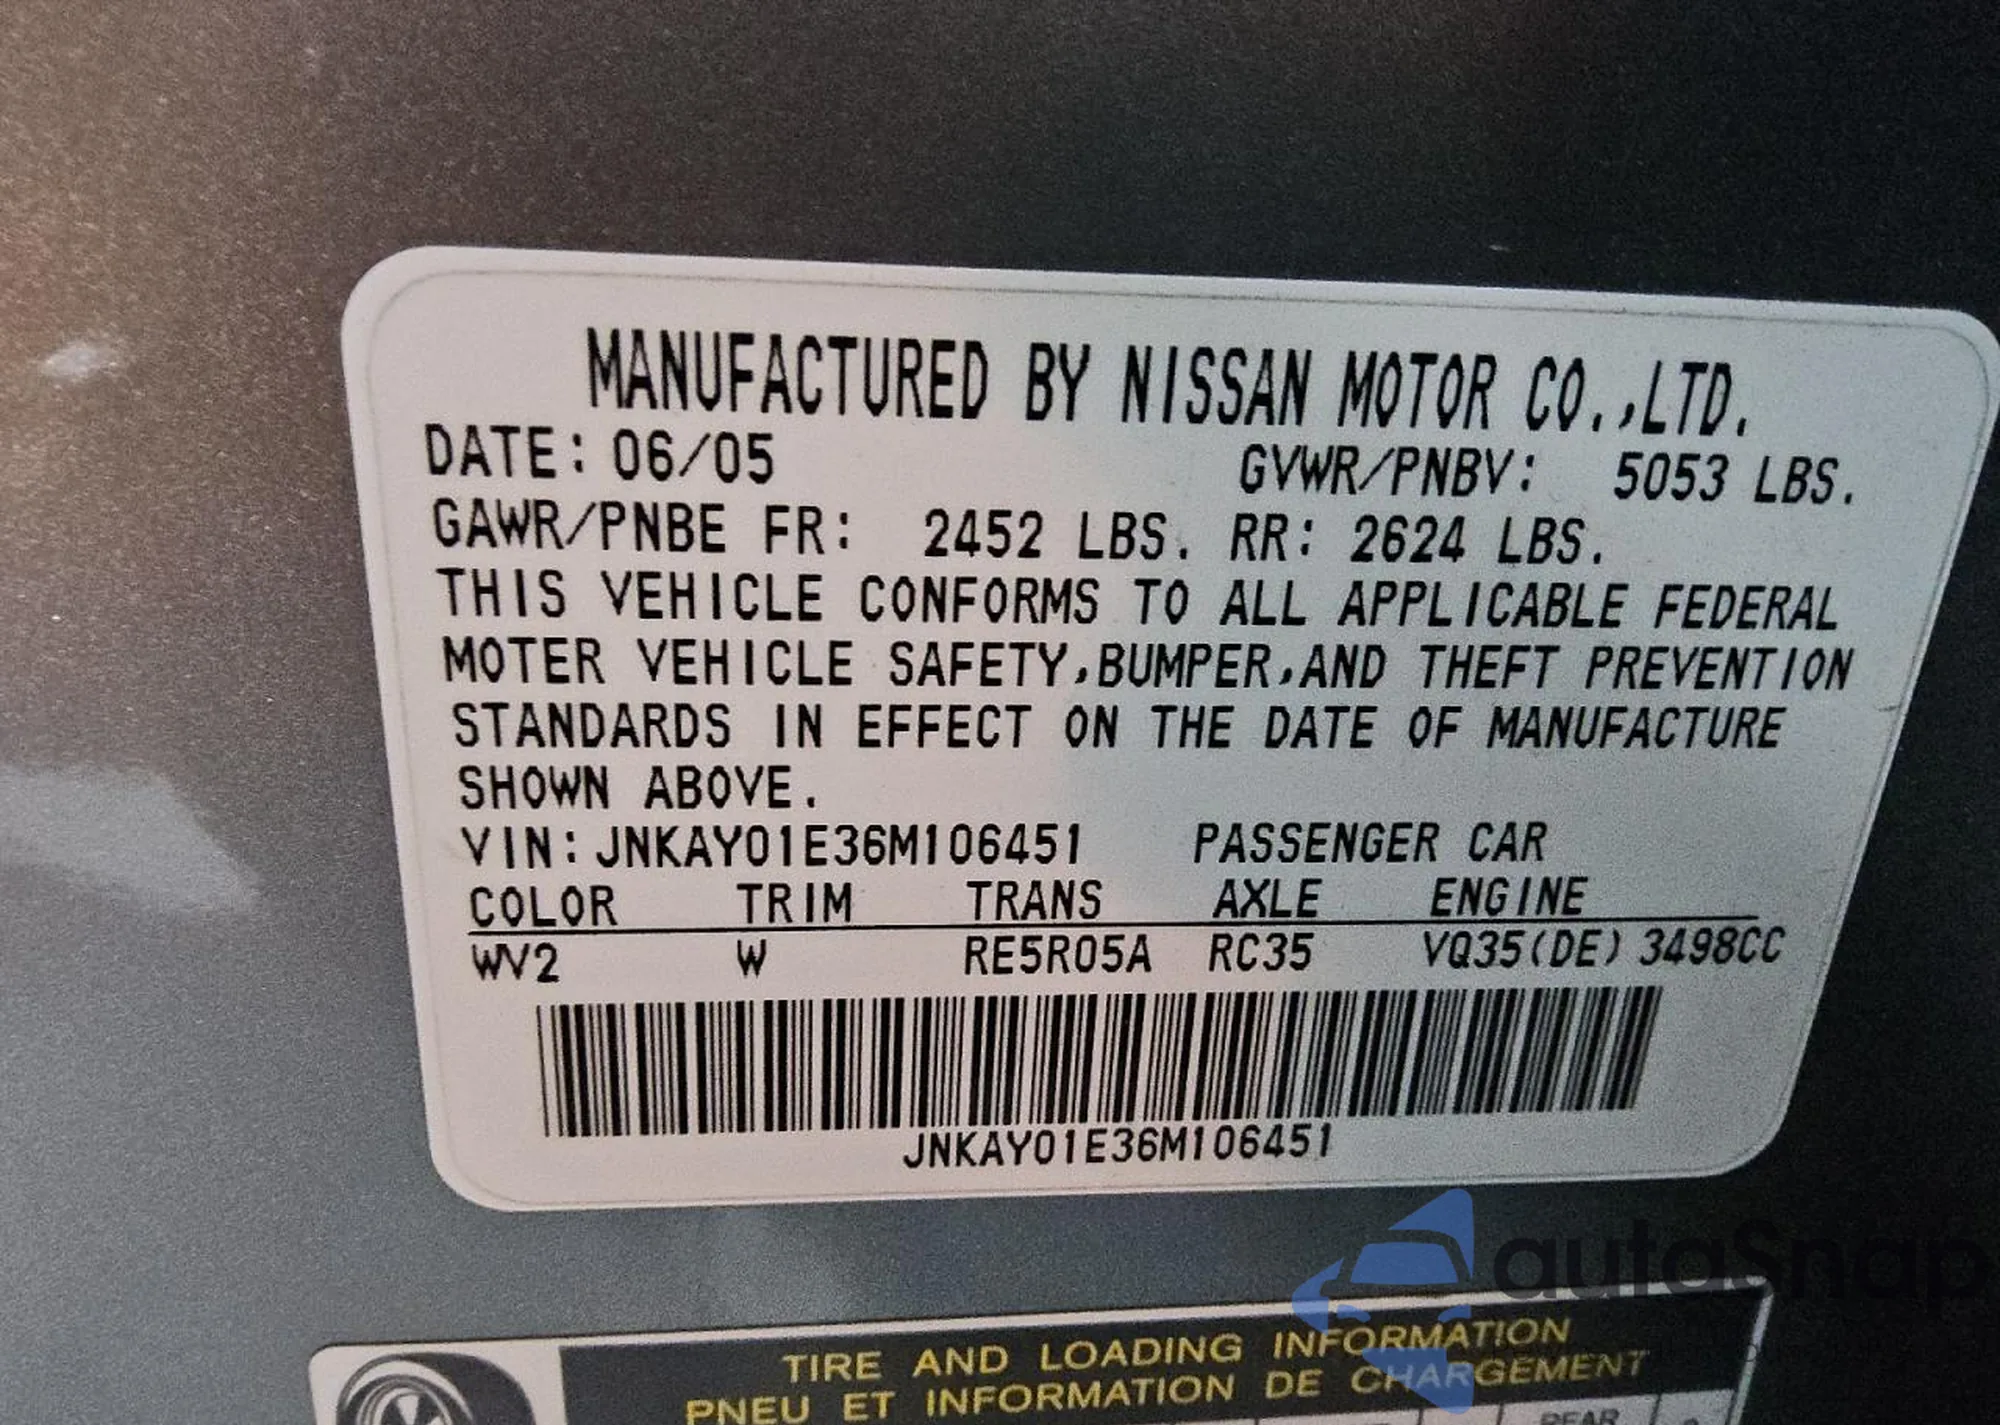 MANUFACTURED BY NISSAN MOTOR CO.,LTD.
DATE: 06/05 GVWR/PNBV: 5053 LBS.
GAWR/PNBE FR: 2452 LBS. RR: 2624 LBS.
THIS VEHICLE CONFORMS TO ALL APPLICABLE FEDERAL
MOTER VEHICLE SAFETY,BUMPER,AND THEFT PREVENTION
STANDARDS IN EFFECT ON THE DATE OF MANUFACTURE
SHOWN ABOVE.
VIN:JNKAY01E36M106451 PASSENGER CAR
COLOR TRIM TRANS AXLE ENGINE
WV2 W RE5R05A RC35 VQ35(DE) 3498CC
JNKAY01E36M106451
autoSnap
TIRE AND LOADING INFORMATION
PNEU ET INFORMATION DE CHARGEMENT
REAR